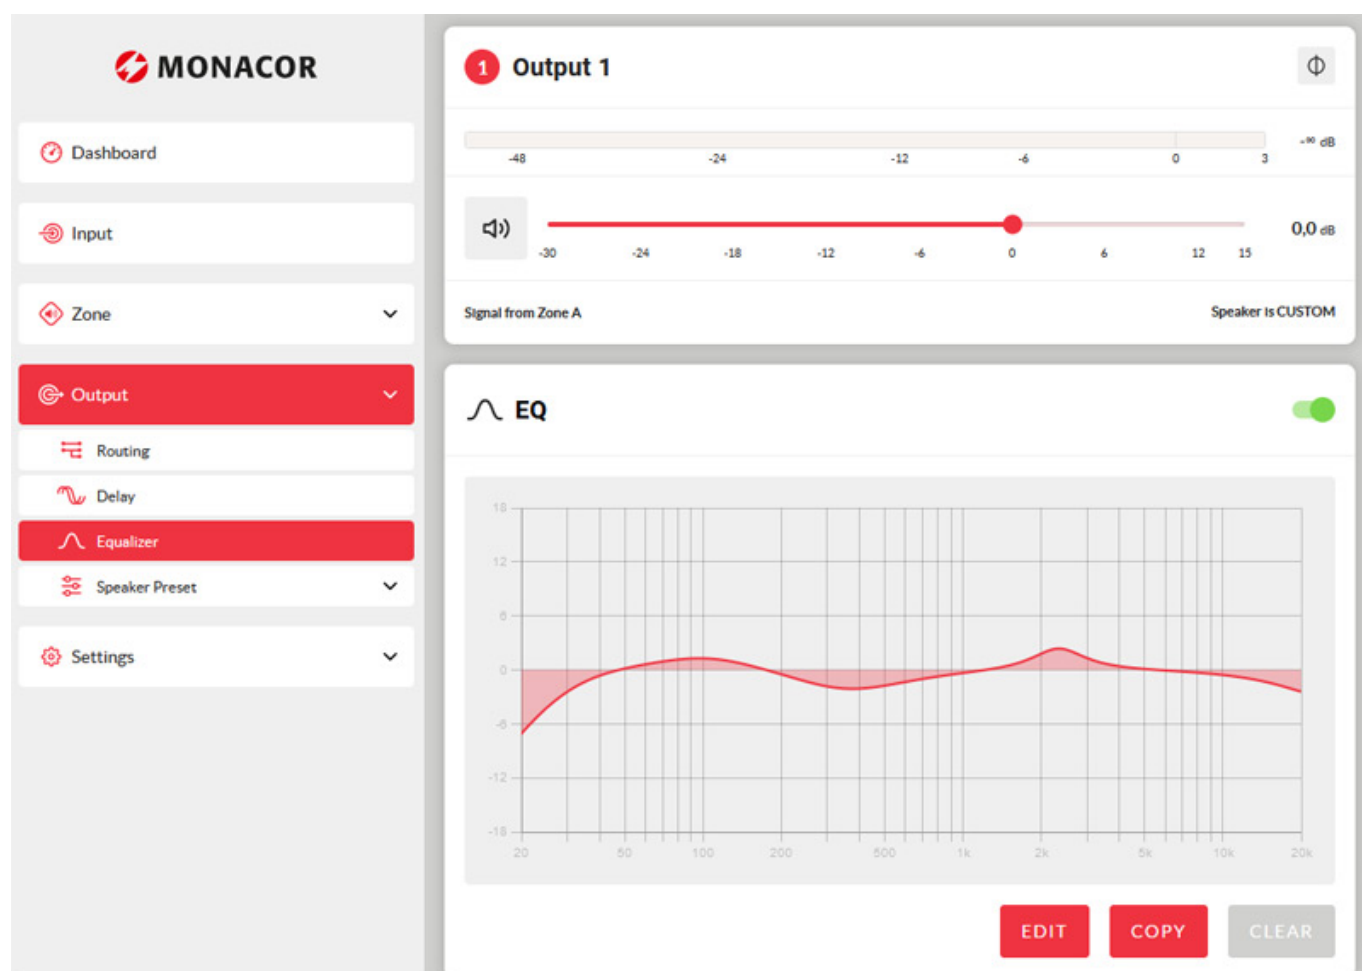 MONACOR
Dashboard
Input
Zone
Output
Routing
Delay
Equalizer
Speaker Preset
Settings
1 Output 1
-∞ dB
-48 -24 -12 -6 0 3
0,0 dB
-30 -24 -18 -12 -6 0 6 12 15
Signal from Zone A Speaker is CUSTOM
EQ
18
12
6
0
-6
-12
-18
20 50 100 200 500 1k 2k 5k 10k 20k
EDIT COPY CLEAR